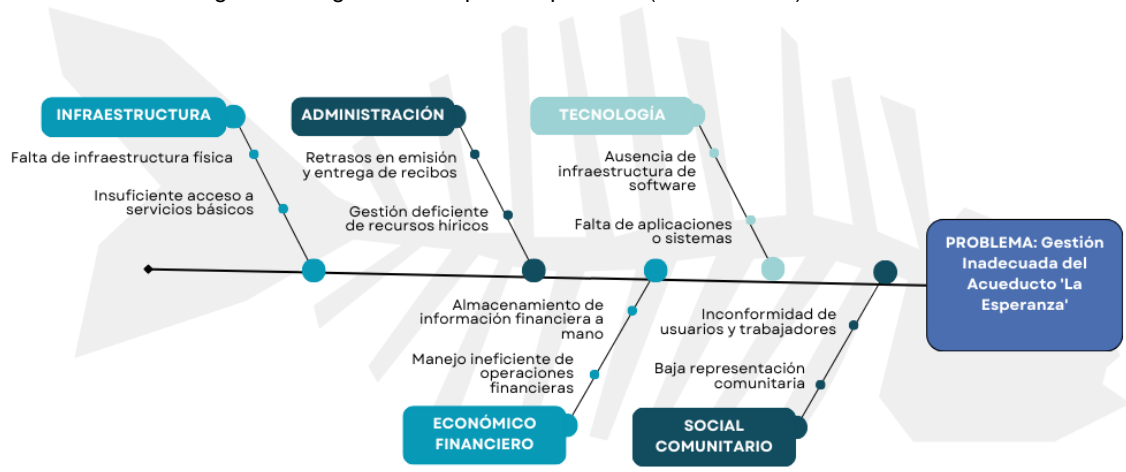 INFRAESTRUCTURA
Falta de infraestructura física
Insuficiente acceso a
servicios básicos
ADMINISTRACIÓN
Retrasos en emisión
y entrega de recibos
Gestión deficiente
de recursos híricos
TECNOLOGÍA
Ausencia de
infraestructura de
software
Falta de aplicaciones
o sistemas
PROBLEMA: Gestión
Inadecuada del
Acueducto 'La
Esperanza'
Almacenamiento de
información financiera a
mano
Manejo ineficiente de
operaciones
financieras
ECONÓMICO
FINANCIERO
Inconformidad de
usuarios y trabajadores
Baja representación
comunitaria
SOCIAL
COMUNITARIO